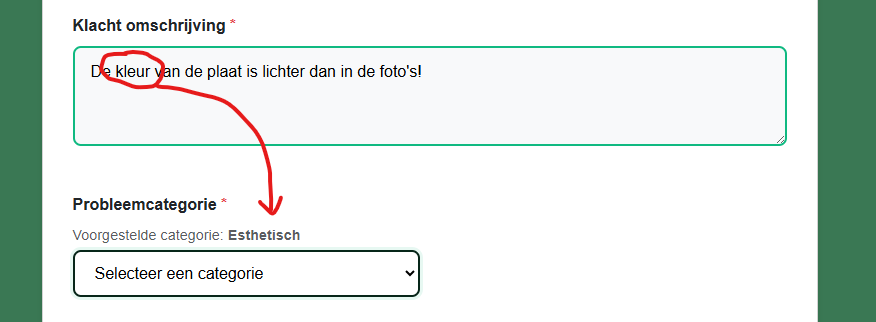 Klacht omschrijving *
De kleur van de plaat is lichter dan in de foto's!
Probleemcategorie *
Voorgestelde categorie: Esthetisch
Selecteer een categorie